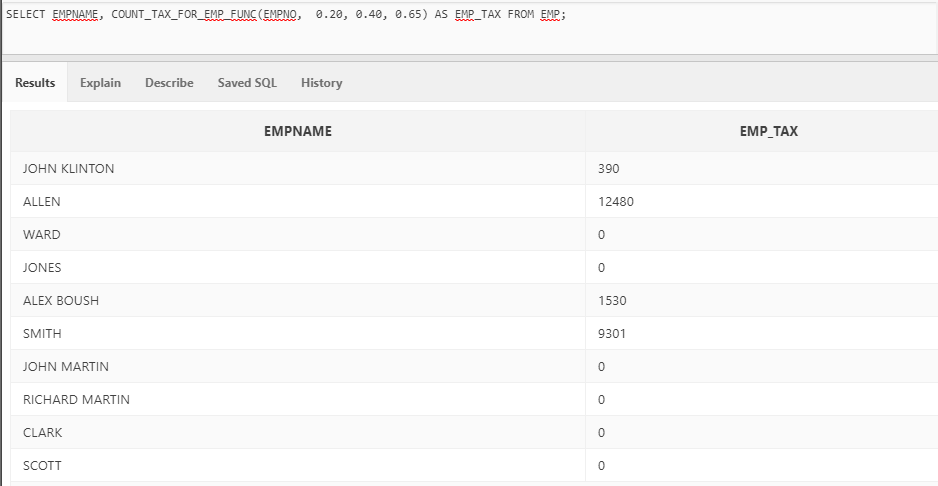 SELECT EMPNAME, COUNT_TAX_FOR_EMP_FUNC(EMPNO,  0.20, 0.40, 0.65) AS EMP_TAX FROM EMP;
Results Explain Describe Saved SQL History
EMPNAME EMP_TAX
JOHN KLINTON 390
ALLEN 12480
WARD 0
JONES 0
ALEX BOUSH 1530
SMITH 9301
JOHN MARTIN 0
RICHARD MARTIN 0
CLARK 0
SCOTT 0